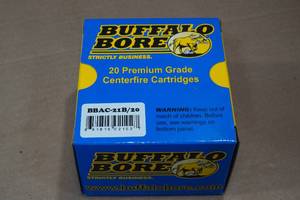 BUFFALO
BORE
STRICTLY BUSINESS.
20 Premium Grade
Centerfire Cartridges
BBAC-21B/20
WARNING: Keep out of
reach of children. Before
use, see warnings on
bottom panel.
BUFFALO BORE
www.buffalobore.com